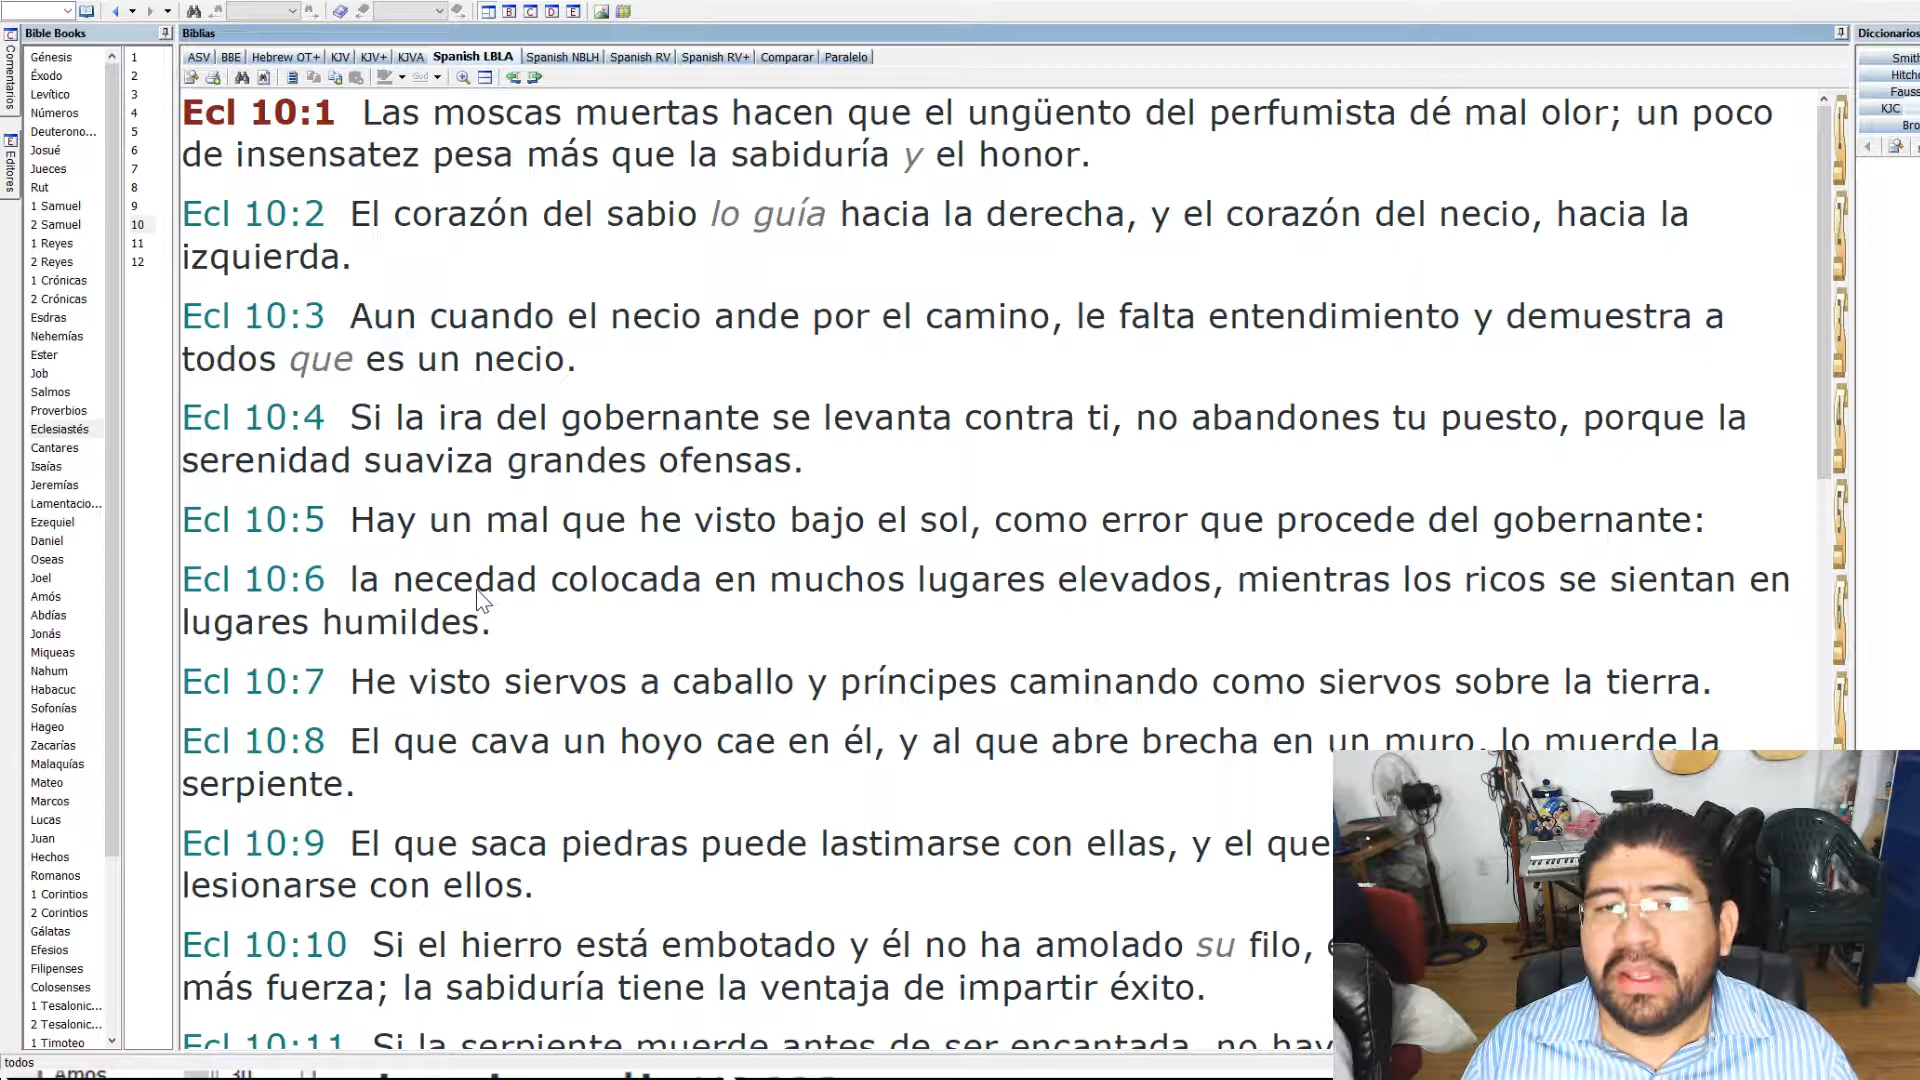 Bible Books
Biblias
Diccionarios
Comentarios
Editores
ASV BBE Hebrew OT+ KJV KJV+ KJVA Spanish LBLA Spanish NBLH Spanish RV Spanish RV+ Comparar Paralelo
Génesis
Éxodo
Levítico
Números
Deuterono...
Josué
Jueces
Rut
1 Samuel
2 Samuel
1 Reyes
2 Reyes
1 Crónicas
2 Crónicas
Esdras
Nehemías
Ester
Job
Salmos
Proverbios
Eclesiastés
Cantares
Isaías
Jeremías
Lamentacio...
Ezequiel
Daniel
Oseas
Joel
Amós
Abdías
Jonás
Miqueas
Nahum
Habacuc
Sofonías
Hageo
Zacarías
Malaquías
Mateo
Marcos
Lucas
Juan
Hechos
Romanos
1 Corintios
2 Corintios
Gálatas
Efesios
Filipenses
Colosenses
1 Tesalonic...
2 Tesalonic...
1 Timoteo
1
2
3
4
5
6
7
8
9
10
11
12
Ecl 10:1 Las moscas muertas hacen que el ungüento del perfumista dé mal olor; un poco
de insensatez pesa más que la sabiduría y el honor.
Ecl 10:2 El corazón del sabio lo guía hacia la derecha, y el corazón del necio, hacia la
izquierda.
Ecl 10:3 Aun cuando el necio ande por el camino, le falta entendimiento y demuestra a
todos que es un necio.
Ecl 10:4 Si la ira del gobernante se levanta contra ti, no abandones tu puesto, porque la
serenidad suaviza grandes ofensas.
Ecl 10:5 Hay un mal que he visto bajo el sol, como error que procede del gobernante:
Ecl 10:6 la necedad colocada en muchos lugares elevados, mientras los ricos se sientan en
lugares humildes.
Ecl 10:7 He visto siervos a caballo y príncipes caminando como siervos sobre la tierra.
Ecl 10:8 El que cava un hoyo cae en él, y al que abre brecha en un muro, lo muerde la
serpiente.
Ecl 10:9 El que saca piedras puede lastimarse con ellas, y el que
lesionarse con ellos.
Ecl 10:10 Si el hierro está embotado y él no ha amolado su filo,
más fuerza; la sabiduría tiene la ventaja de impartir éxito.
Ecl 10:11 Si la serpiente muerde antes de ser encantada, no hay
Smith
Hitch
Fauss
KJC
Bro
todos
Amos 30